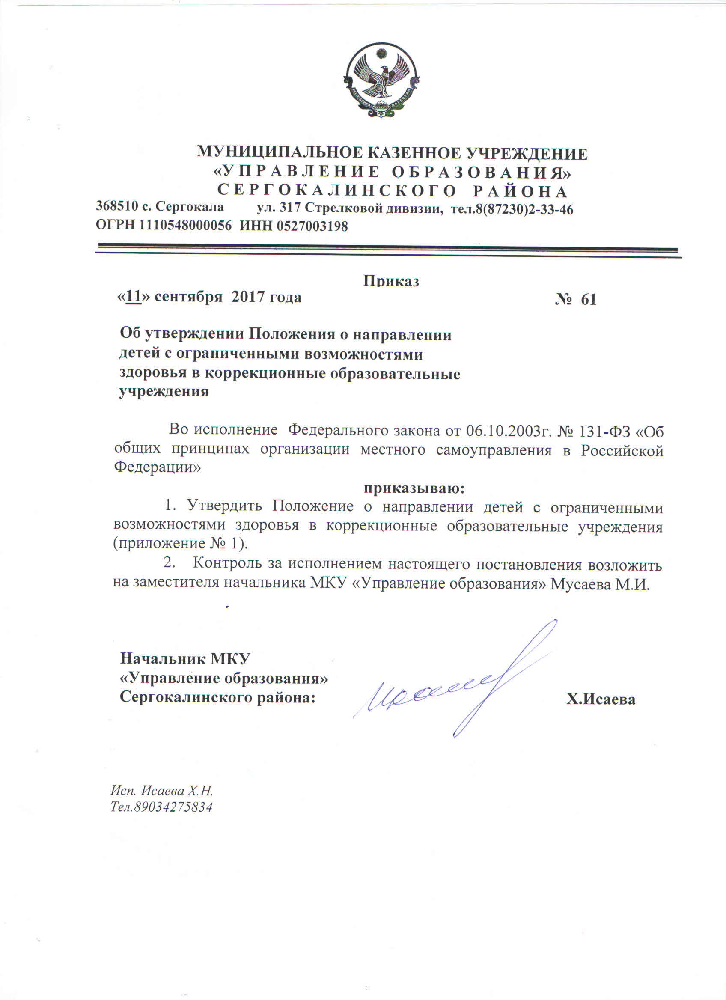 РЕСПУБЛИКА ДАГЕСТАН
МУНИЦИПАЛЬНОЕ КАЗЕННОЕ УЧРЕЖДЕНИЕ
«У П Р А В Л Е Н И Е О Б Р А З О В А Н И Я»
С Е Р Г О К А Л И Н С К О Г О Р А Й О Н А
368510 с. Сергокала ул. 317 Стрелковой дивизии, тел.8(87230)2-33-46
ОГРН 1110548000056 ИНН 0527003198
Приказ
«11» сентября 2017 года № 61
Об утверждении Положения о направлении
детей с ограниченными возможностями
здоровья в коррекционные образовательные
учреждения
Во исполнение Федерального закона от 06.10.2003г. № 131-ФЗ «Об
общих принципах организации местного самоуправления в Российской
Федерации»
приказываю:
1. Утвердить Положение о направлении детей с ограниченными
возможностями здоровья в коррекционные образовательные учреждения
(приложение № 1).
2. Контроль за исполнением настоящего постановления возложить
на заместителя начальника МКУ «Управление образования» Мусаева М.И.
Начальник МКУ
«Управление образования»
Сергокалинского района: Х.Исаева
Исп. Исаева Х.Н.
Тел.89034275834